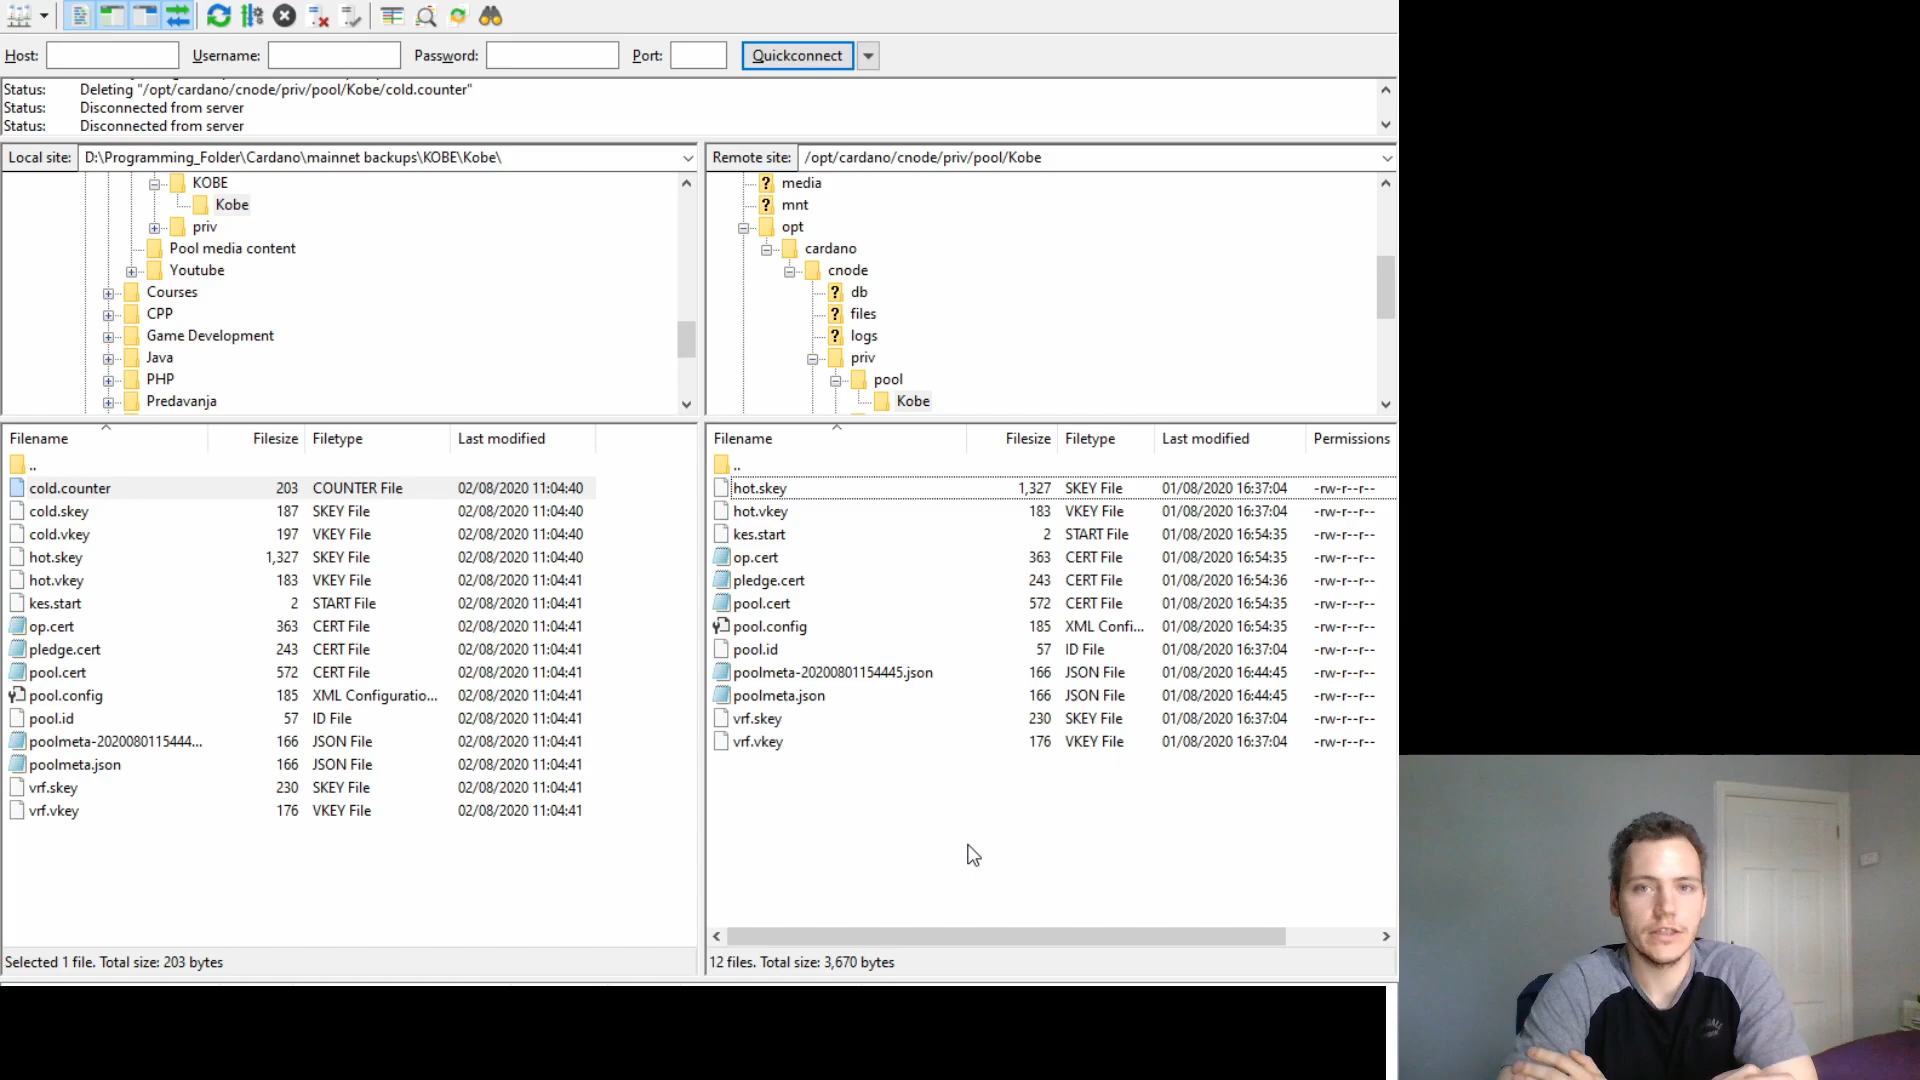 Host: Username: Password: Port: Quickconnect
Status: Deleting "/opt/cardano/cnode/priv/pool/Kobe/cold.counter"
Status: Disconnected from server
Status: Disconnected from server
Local site: D:\Programming_Folder\Cardano\mainnet backups\KOBE\Kobe\
KOBE
Kobe
priv
Pool media content
Youtube
Courses
CPP
Game Development
Java
PHP
Predavanja
Remote site: /opt/cardano/cnode/priv/pool/Kobe
media
mnt
opt
cardano
cnode
db
files
logs
priv
pool
Kobe
Filename Filesize Filetype Last modified
..
cold.counter 203 COUNTER File 02/08/2020 11:04:40
cold.skey 187 SKEY File 02/08/2020 11:04:40
cold.vkey 197 VKEY File 02/08/2020 11:04:40
hot.skey 1,327 SKEY File 02/08/2020 11:04:40
hot.vkey 183 VKEY File 02/08/2020 11:04:41
kes.start 2 START File 02/08/2020 11:04:41
op.cert 363 CERT File 02/08/2020 11:04:41
pledge.cert 243 CERT File 02/08/2020 11:04:41
pool.cert 572 CERT File 02/08/2020 11:04:41
pool.config 185 XML Configuratio... 02/08/2020 11:04:41
pool.id 57 ID File 02/08/2020 11:04:41
poolmeta-2020080115444... 166 JSON File 02/08/2020 11:04:41
poolmeta.json 166 JSON File 02/08/2020 11:04:41
vrf.skey 230 SKEY File 02/08/2020 11:04:41
vrf.vkey 176 VKEY File 02/08/2020 11:04:41
Selected 1 file. Total size: 203 bytes
Filename Filesize Filetype Last modified Permissions
..
hot.skey 1,327 SKEY File 01/08/2020 16:37:04 -rw-r--r--
hot.vkey 183 VKEY File 01/08/2020 16:37:04 -rw-r--r--
kes.start 2 START File 01/08/2020 16:54:35 -rw-r--r--
op.cert 363 CERT File 01/08/2020 16:54:35 -rw-r--r--
pledge.cert 243 CERT File 01/08/2020 16:54:36 -rw-r--r--
pool.cert 572 CERT File 01/08/2020 16:54:35 -rw-r--r--
pool.config 185 XML Confi... 01/08/2020 16:54:35 -rw-r--r--
pool.id 57 ID File 01/08/2020 16:37:04 -rw-r--r--
poolmeta-20200801154445.json 166 JSON File 01/08/2020 16:44:45 -rw-r--r--
poolmeta.json 166 JSON File 01/08/2020 16:44:45 -rw-r--r--
vrf.skey 230 SKEY File 01/08/2020 16:37:04 -rw-r--r--
vrf.vkey 176 VKEY File 01/08/2020 16:37:04 -rw-r--r--
12 files. Total size: 3,670 bytes